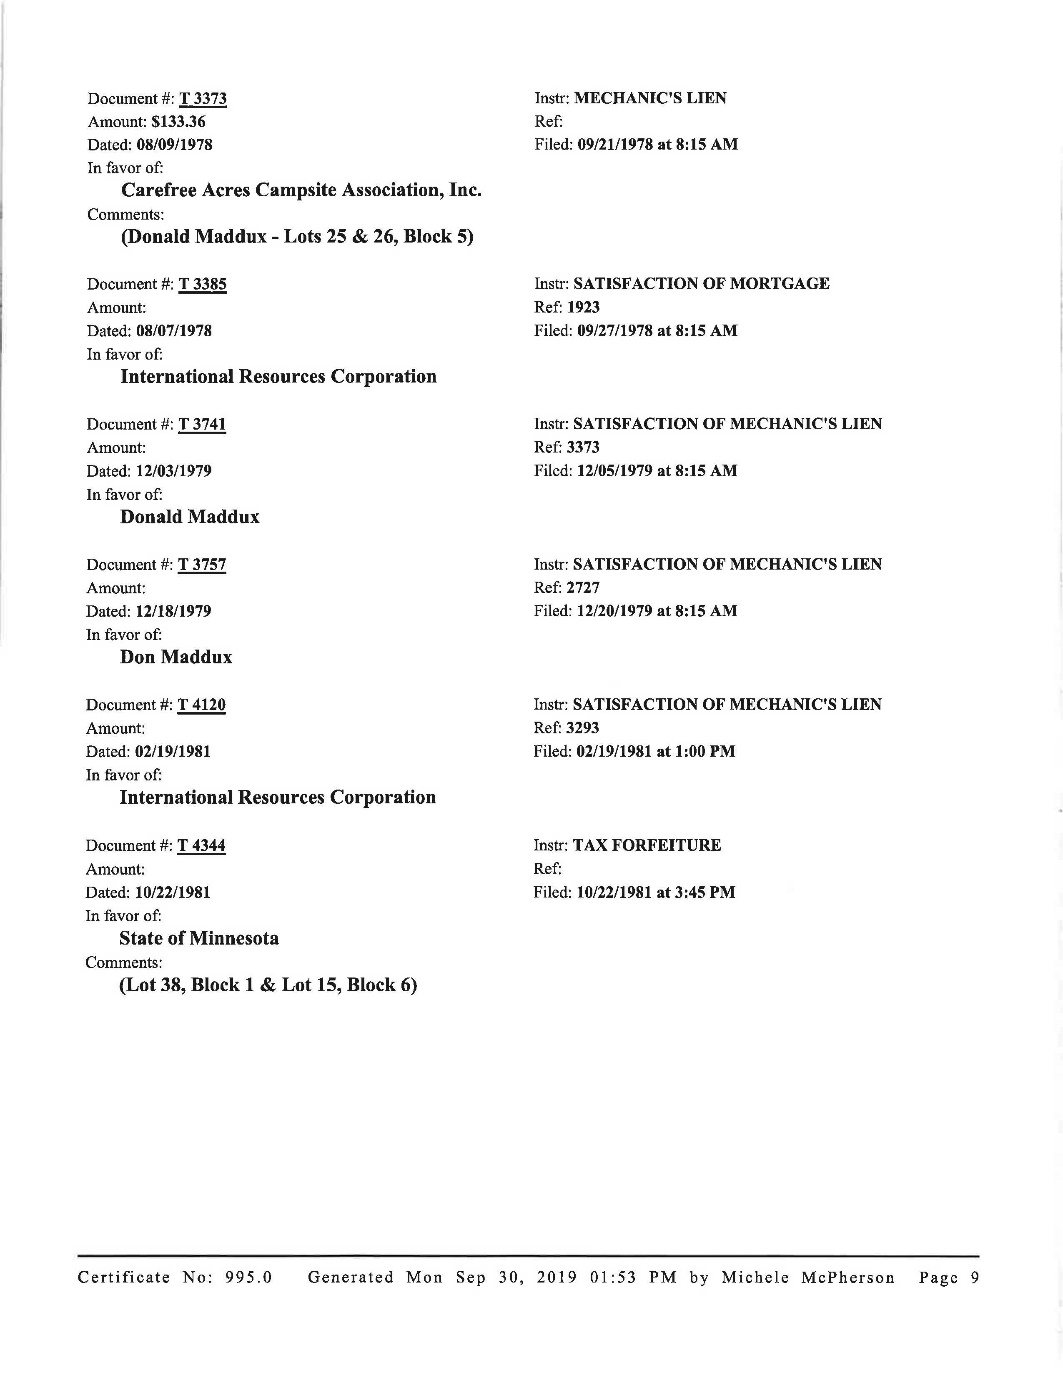 Document #: T 3373
Instr: MECHANIC'S LIEN
Amount: $133.36
Ref:
Dated: 08/09/1978
Filed: 09/21/1978 at 8:15 AM
In favor of:
Carefree Acres Campsite Association, Inc.
Comments:
(Donald Maddux - Lots 25 & 26, Block 5)
Document #: T 3385
Instr: SATISFACTION OF MORTGAGE
Amount:
Ref: 1923
Dated: 08/07/1978
Filed: 09/27/1978 at 8:15 AM
In favor of:
International Resources Corporation
Document #: T 3741
Instr: SATISFACTION OF MECHANIC'S LIEN
Amount:
Ref: 3373
Dated: 12/03/1979
Filed: 12/05/1979 at 8:15 AM
In favor of:
Donald Maddux
Document #: T 3757
Instr: SATISFACTION OF MECHANIC'S LIEN
Amount:
Ref: 2727
Dated: 12/18/1979
Filed: 12/20/1979 at 8:15 AM
In favor of:
Don Maddux
Document #: T 4120
Instr: SATISFACTION OF MECHANIC'S LIEN
Amount:
Ref: 3293
Dated: 02/19/1981
Filed: 02/19/1981 at 1:00 PM
In favor of:
International Resources Corporation
Document #: T 4344
Instr: TAX FORFEITURE
Amount:
Ref:
Dated: 10/22/1981
Filed: 10/22/1981 at 3:45 PM
In favor of:
State of Minnesota
Comments:
(Lot 38, Block 1 & Lot 15, Block 6)
Certificate No: 995.0 Generated Mon Sep 30, 2019 01:53 PM by Michele McPherson Page 9